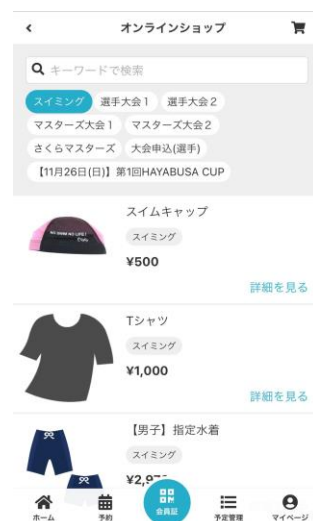 オンラインショップ
キーワードで検索
スイミング 選手大会1 選手大会2
マスターズ大会1 マスターズ大会2
さくらマスターズ 大会申込(選手)
【11月26日(日)】第1回HAYABUSA CUP
スイムキャップ
スイミング
¥500
詳細を見る
Tシャツ
スイミング
¥1,000
詳細を見る
【男子】指定水着
スイミング
ホーム 予約 会員証 予定管理 マイページ